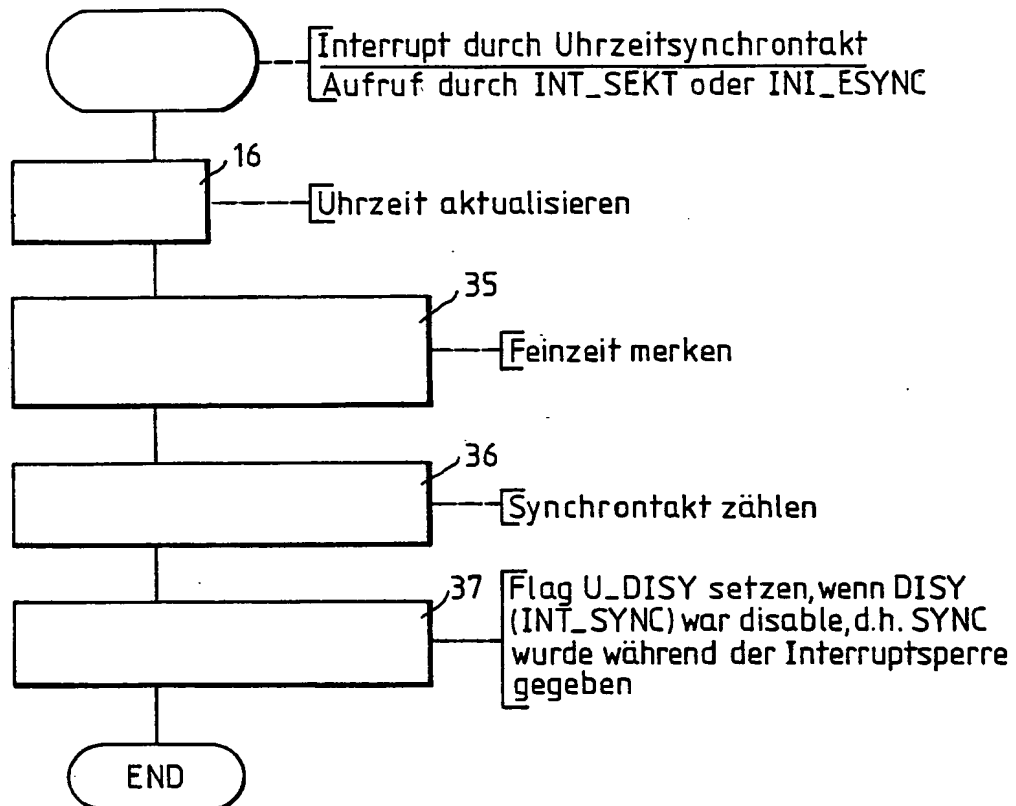 Interrupt durch Uhrzeitsynchrontakt
Aufruf durch INT_SEKT oder INI_ESYNC
16
Uhrzeit aktualisieren
35
Feinzeit merken
36
Synchrontakt zählen
37
Flag U_DISY setzen, wenn DISY
(INT_SYNC) war disable, d.h. SYNC
wurde während der Interruptsperre
gegeben
END